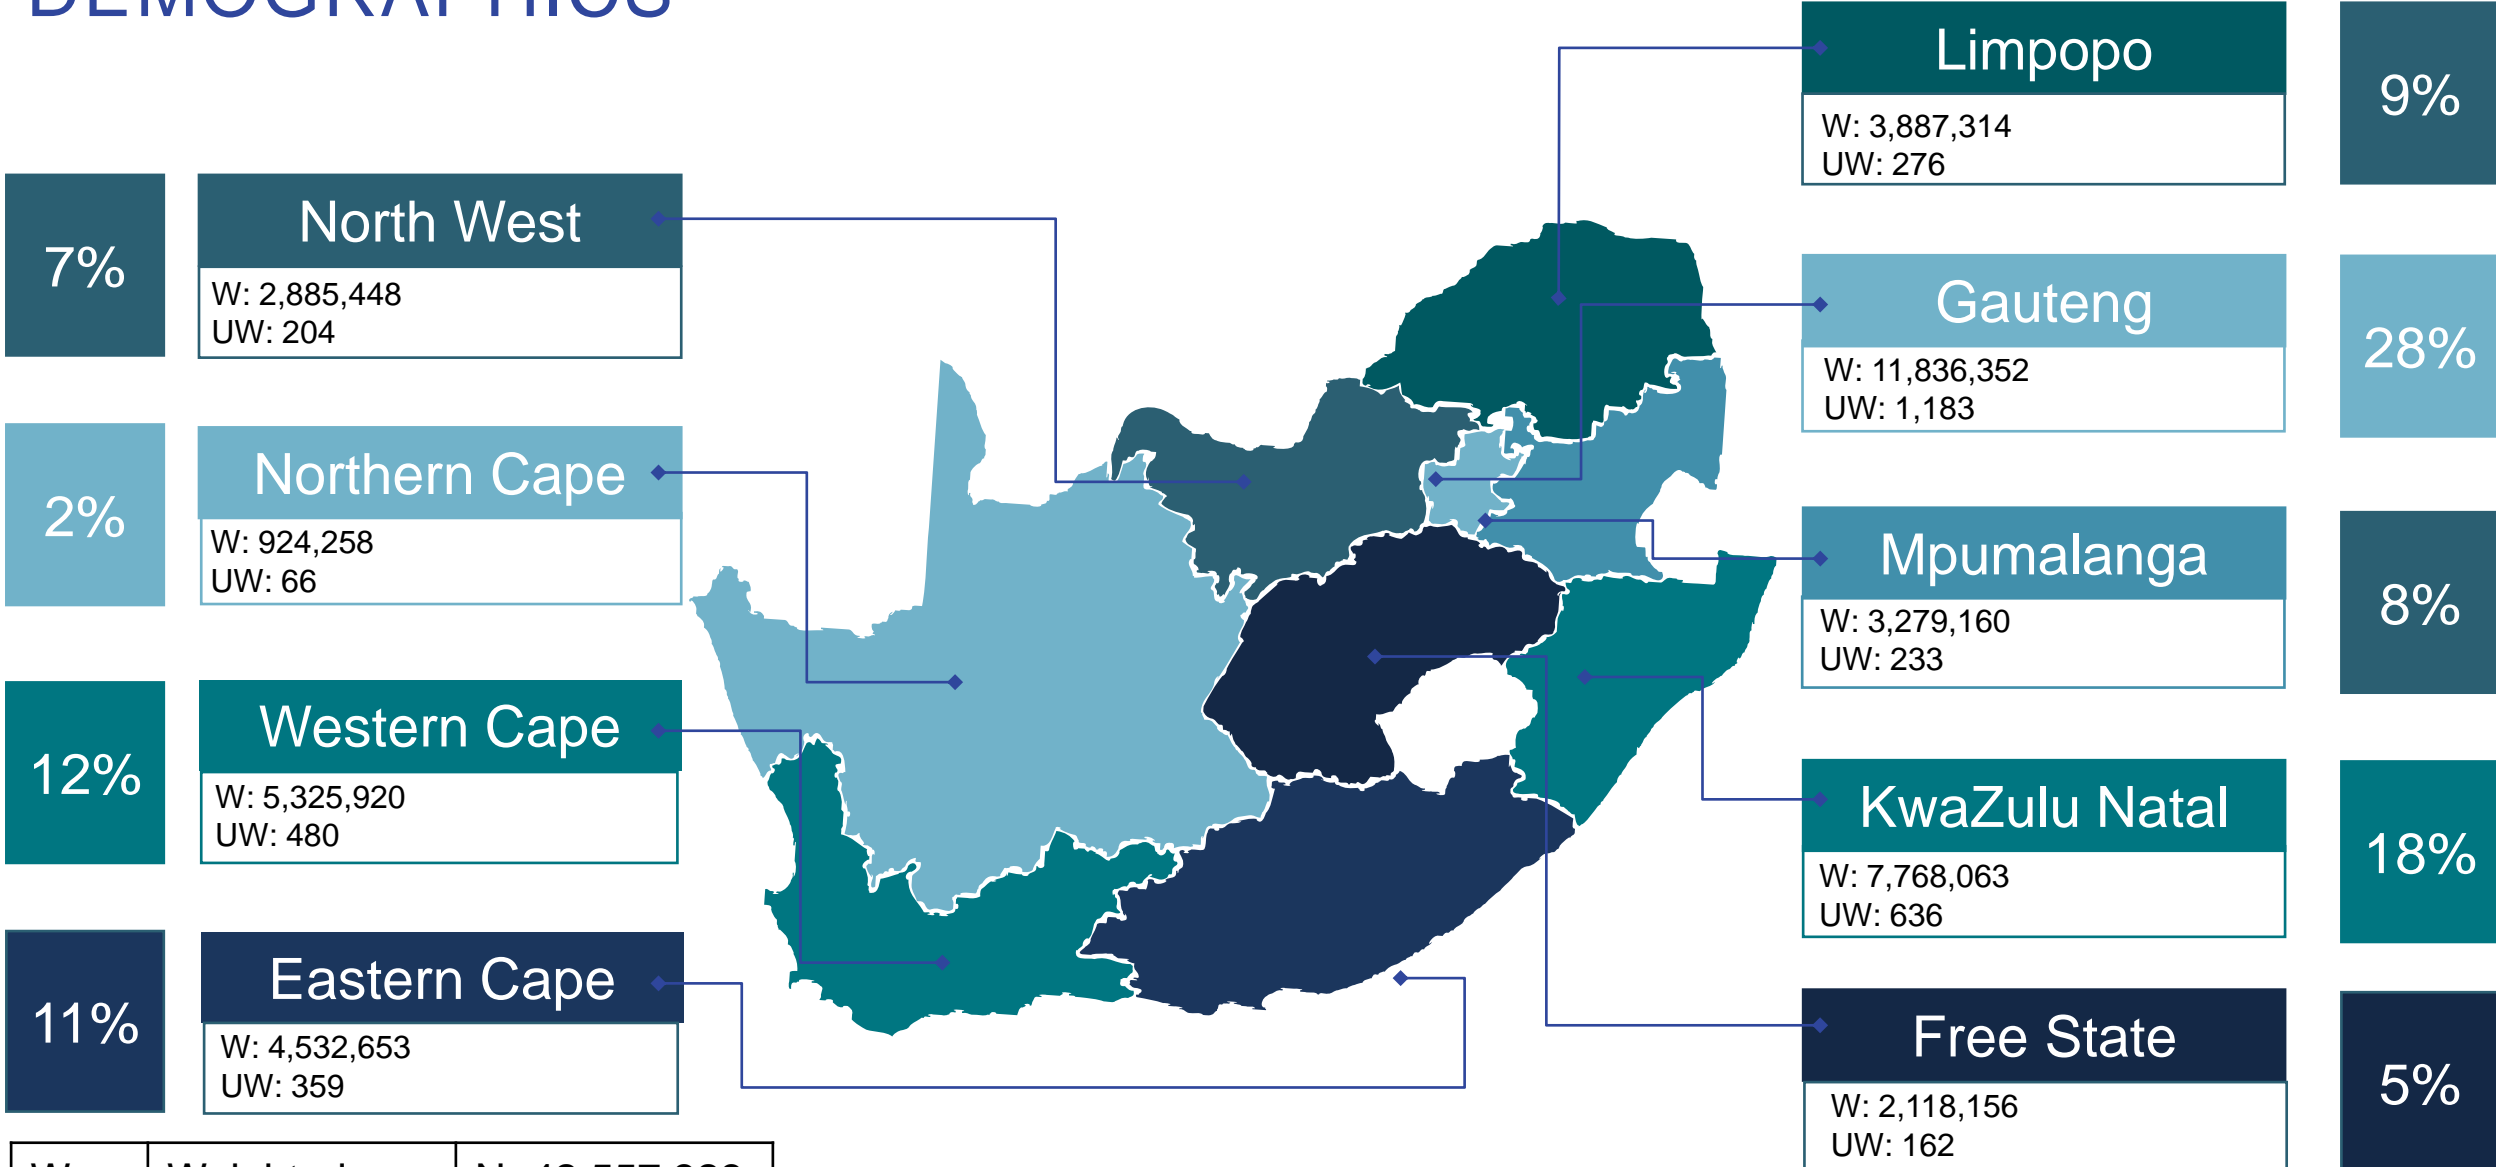 DEMOGRAPHICS
Limpopo
W: 3,887,314
UW: 276
9%
7%
North West
W: 2,885,448
UW: 204
Gauteng
W: 11,836,352
UW: 1,183
28%
2%
Northern Cape
W: 924,258
UW: 66
Mpumalanga
W: 3,279,160
UW: 233
8%
12%
Western Cape
W: 5,325,920
UW: 480
KwaZulu Natal
W: 7,768,063
UW: 636
18%
11%
Eastern Cape
W: 4,532,653
UW: 359
Free State
W: 2,118,156
UW: 162
5%
W Weighted